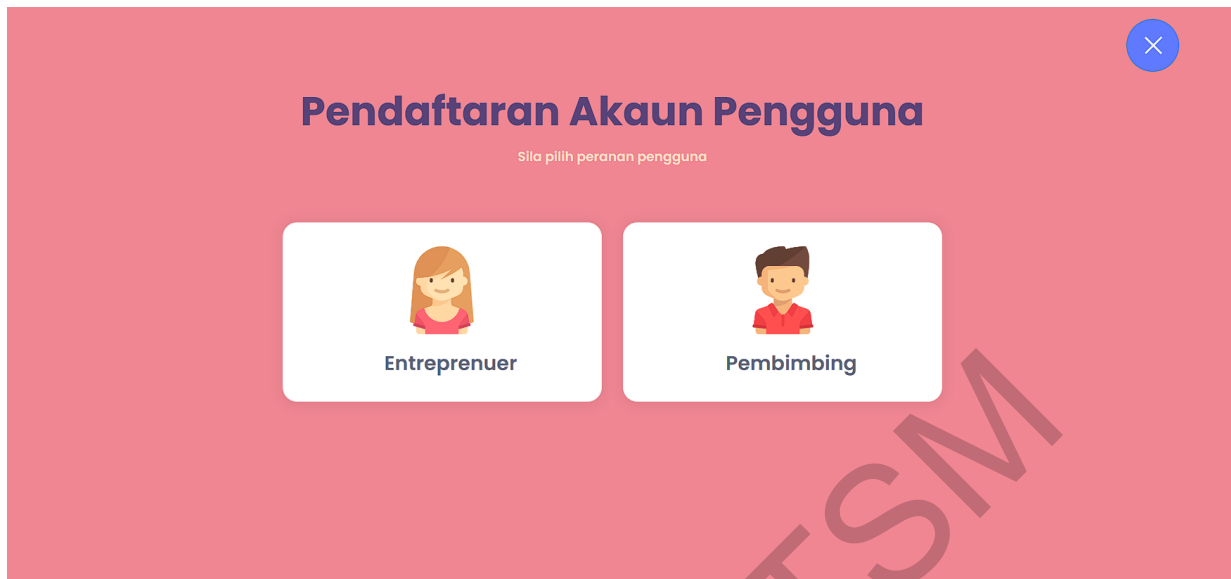 Pendaftaran Akaun Pengguna
Sila pilih peranan pengguna
Entreprenuer
Pembimbing
TSM